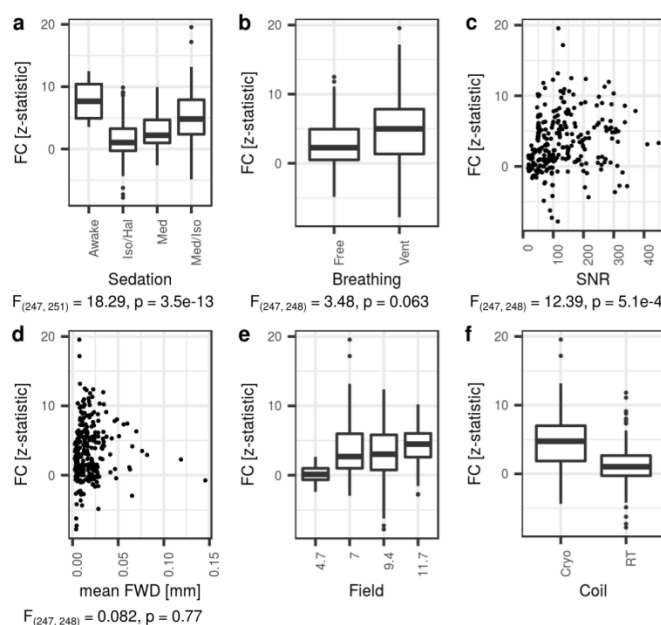 a
b
c
FC [z-statistic]
20
10
0
Awake
Iso/Hal
Med
Med/Iso
Sedation
F(247, 251) = 18.29, p = 3.5e-13
FC [z-statistic]
20
10
0
Free
Vent
Breathing
F(247, 248) = 3.48, p = 0.063
FC [z-statistic]
20
10
0
0
100
200
300
400
SNR
F(247, 248) = 12.39, p = 5.1e-4
d
e
f
FC [z-statistic]
20
10
0
0.00
0.05
0.10
0.15
mean FWD [mm]
F(247, 248) = 0.082, p = 0.77
FC [z-statistic]
20
10
0
4.7
7
9.4
11.7
Field
FC [z-statistic]
20
10
0
Cryo
RT
Coil